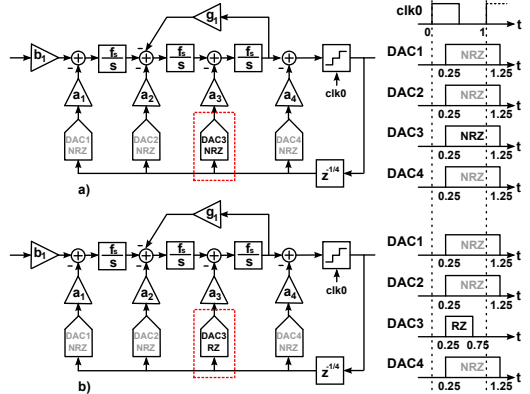 g₁
b₁ fₛ/s fₛ/s fₛ/s fₛ/s
a₁ a₂ a₃ a₄ clk0
DAC1 NRZ DAC2 NRZ DAC3 NRZ DAC4 NRZ
z⁻¹/⁴
a)
g₁
b₁ fₛ/s fₛ/s fₛ/s fₛ/s
a₁ a₂ a₃ a₄ clk0
DAC1 NRZ DAC2 NRZ DAC3 RZ DAC4 NRZ
z⁻¹/⁴
b)
clk0 t
0 1
DAC1 NRZ t
0.25 1.25
DAC2 NRZ t
0.25 1.25
DAC3 NRZ t
0.25 1.25
DAC4 NRZ t
0.25 1.25
DAC1 NRZ t
0.25 1.25
DAC2 NRZ t
0.25 1.25
DAC3 RZ t
0.25 0.75
DAC4 NRZ t
0.25 1.25